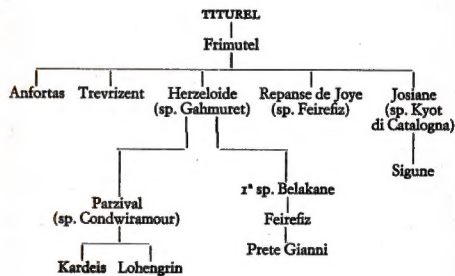 TITUREL
Frimutel
Anfortas Trevrizent Herzeloide Repanse de Joye Josiane
(sp. Gahmuret) (sp. Feirefiz) (sp. Kyot
di Catalogna)
Sigune
Parzival 1ª sp. Belakane
(sp. Condwiramour) Feirefiz
Kardeis Lohengrin Prete Gianni